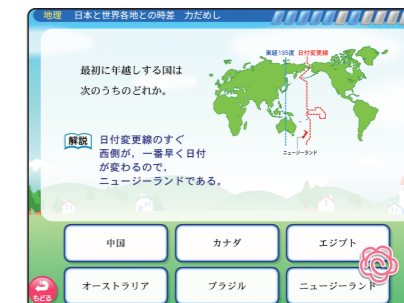 地理 日本と世界各地との時差 力だめし
東経135度 日付変更線
最初に年越しする国は
次のうちのどれか。
ニュージーランド
解説 日付変更線のすぐ
西側が，一番早く日付
が変わるので，
ニュージーランドである。
中国 カナダ エジプト
オーストラリア ブラジル ニュージーランド
もどる